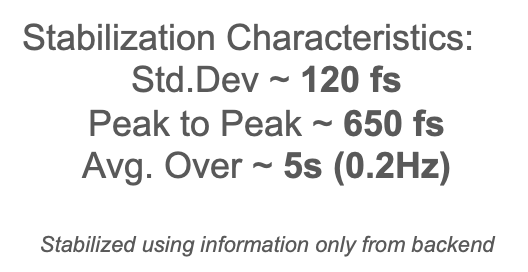 Stabilization Characteristics:
Std.Dev ~ 120 fs
Peak to Peak ~ 650 fs
Avg. Over ~ 5s (0.2Hz)
Stabilized using information only from backend